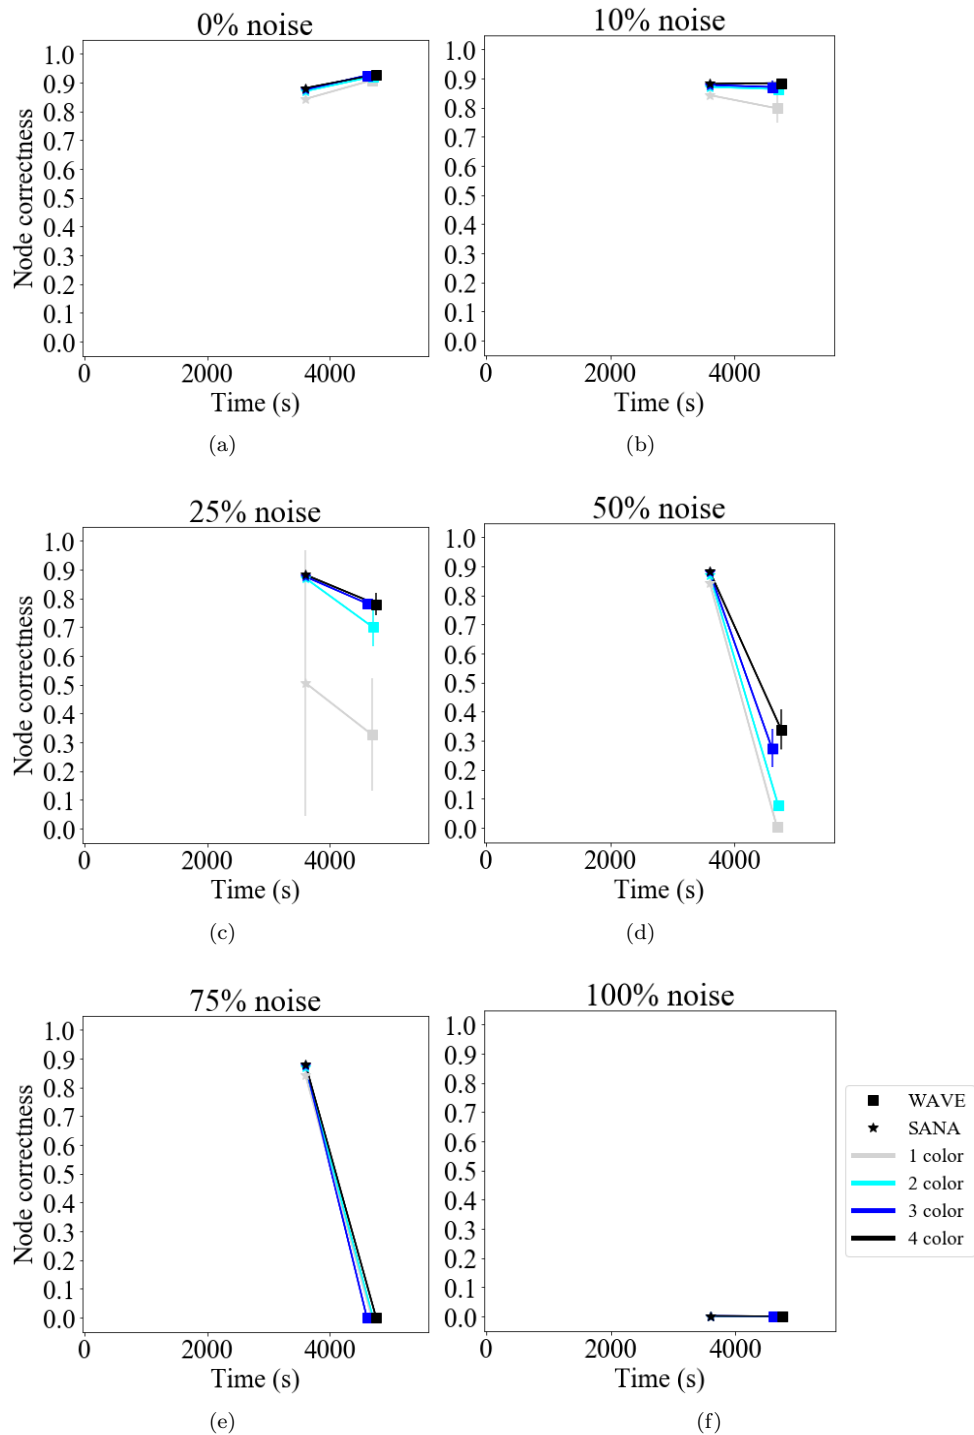 0% noise
1.0
0.9
0.8
0.7
0.6
0.5
0.4
0.3
0.2
0.1
0.0
Node correctness
0 2000 4000
Time (s)
(a)
10% noise
1.0
0.9
0.8
0.7
0.6
0.5
0.4
0.3
0.2
0.1
0.0
0 2000 4000
Time (s)
(b)
25% noise
1.0
0.9
0.8
0.7
0.6
0.5
0.4
0.3
0.2
0.1
0.0
Node correctness
0 2000 4000
Time (s)
(c)
50% noise
1.0
0.9
0.8
0.7
0.6
0.5
0.4
0.3
0.2
0.1
0.0
0 2000 4000
Time (s)
(d)
75% noise
1.0
0.9
0.8
0.7
0.6
0.5
0.4
0.3
0.2
0.1
0.0
Node correctness
0 2000 4000
Time (s)
(e)
100% noise
1.0
0.9
0.8
0.7
0.6
0.5
0.4
0.3
0.2
0.1
0.0
0 2000 4000
Time (s)
(f)
WAVE
SANA
1 color
2 color
3 color
4 color